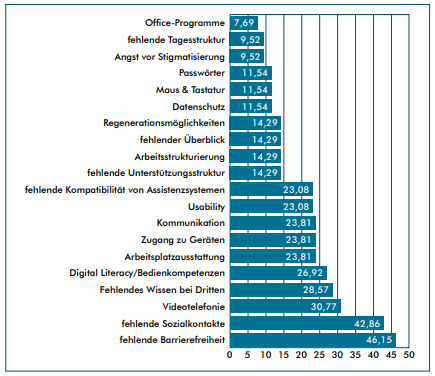 Office-Programme 7,69
fehlende Tagesstruktur 9,52
Angst vor Stigmatisierung 9,52
Passwörter 11,54
Maus & Tastatur 11,54
Datenschutz 11,54
Regenerationsmöglichkeiten 14,29
fehlender Überblick 14,29
Arbeitsstrukturierung 14,29
fehlende Unterstützungsstruktur 14,29
fehlende Kompatibilität von Assistenzsystemen 23,08
Usability 23,08
Kommunikation 23,81
Zugang zu Geräten 23,81
Arbeitsplatzausstattung 23,81
Digital Literacy/Bedienkompetenzen 26,92
Fehlendes Wissen bei Dritten 28,57
Videotelefonie 30,77
fehlende Sozialkontakte 42,86
fehlende Barrierefreiheit 46,15
0 5 10 15 20 25 30 35 40 45 50